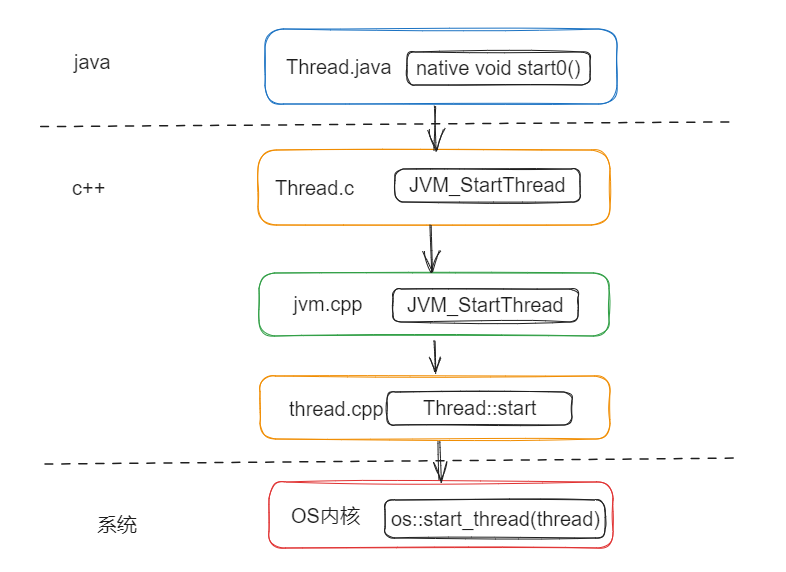 java
Thread.java native void start0()
c++
Thread.c JVM_StartThread
jvm.cpp JVM_StartThread
thread.cpp Thread::start
系统
OS内核 os::start_thread(thread)